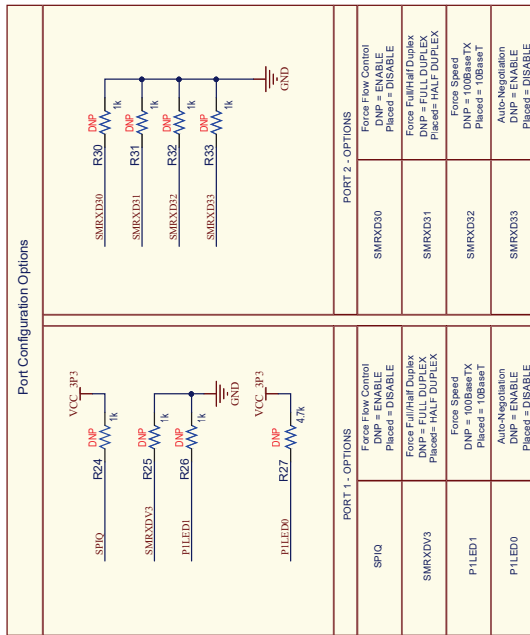 Port Configuration Options
VCC_3P3
SPIQ
R24
DNP
1k
SMRXDV3
R25
DNP
1k
P1LED1
R26
DNP
1k
GND
VCC_3P3
P1LED0
R27
DNP
4.7k
SMRXD30
R30
DNP
1k
SMRXD31
R31
DNP
1k
SMRXD32
R32
DNP
1k
SMRXD33
R33
DNP
1k
GND
PORT 1 - OPTIONS
SPIQ
Force Flow Control
DNP = ENABLE
Placed = DISABLE
SMRXDV3
Force Full/Half Duplex
DNP = FULL DUPLEX
Placed= HALF DUPLEX
P1LED1
Force Speed
DNP = 100BaseTX
Placed = 10BaseT
P1LED0
Auto-Negotiation
DNP = ENABLE
Placed = DISABLE
PORT 2 - OPTIONS
SMRXD30
Force Flow Control
DNP = ENABLE
Placed = DISABLE
SMRXD31
Force Full/Half Duplex
DNP = FULL DUPLEX
Placed= HALF DUPLEX
SMRXD32
Force Speed
DNP = 100BaseTX
Placed = 10BaseT
SMRXD33
Auto-Negotiation
DNP = ENABLE
Placed = DISABLE